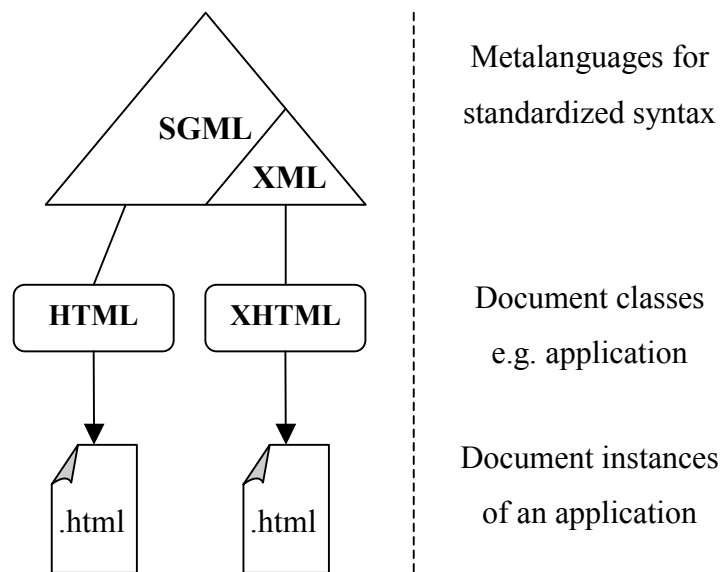 SGML
XML
Metalanguages for
standardized syntax
HTML
XHTML
Document classes
e.g. application
.html
.html
Document instances
of an application